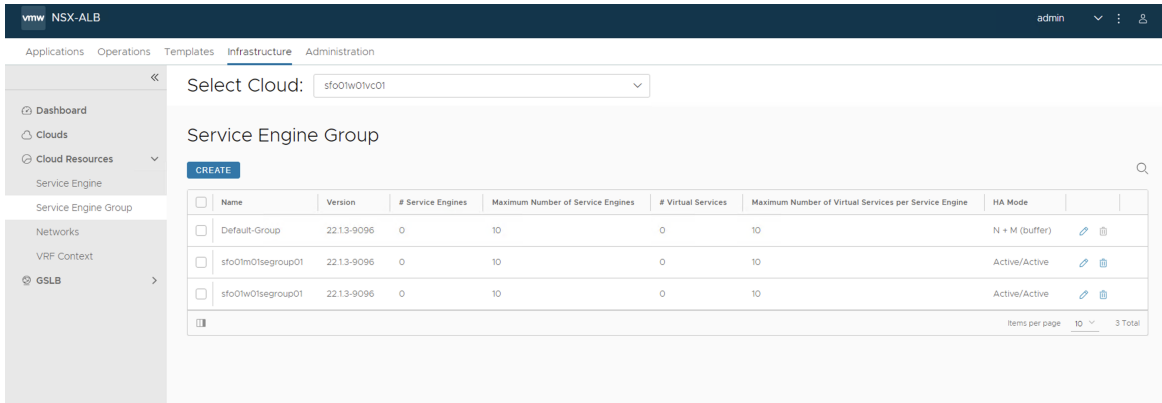 vmw NSX-ALB admin
Applications Operations Templates Infrastructure Administration
Select Cloud: sfo01w01vc01
Dashboard
Clouds
Cloud Resources
Service Engine
Service Engine Group
Networks
VRF Context
GSLB
Service Engine Group
CREATE
Name Version # Service Engines Maximum Number of Service Engines # Virtual Services Maximum Number of Virtual Services per Service Engine HA Mode
Default-Group 22.1.3-9096 0 10 0 10 N + M (buffer)
sfo01m01segroup01 22.1.3-9096 0 10 0 10 Active/Active
sfo01w01segroup01 22.1.3-9096 0 10 0 10 Active/Active
Items per page 10 3 Total